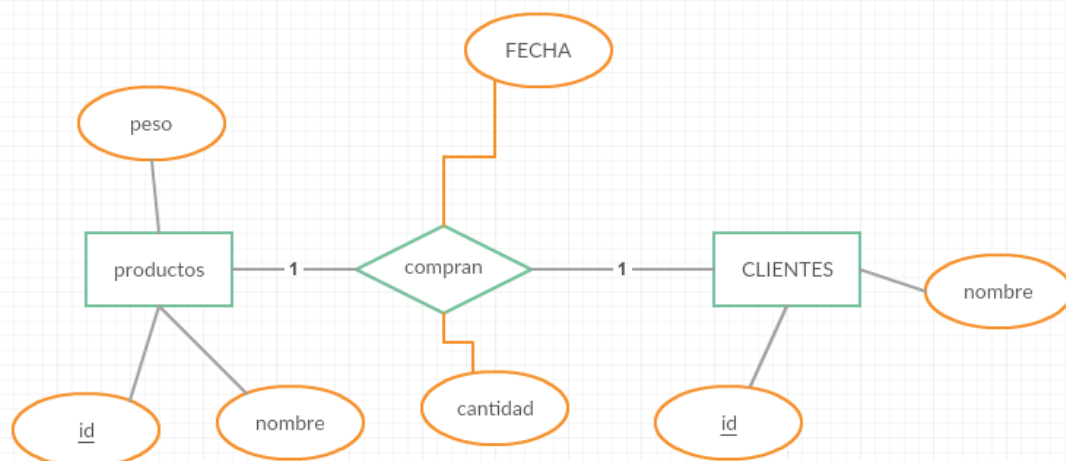 FECHA
peso
productos
1
compran
1
CLIENTES
nombre
id
nombre
cantidad
id